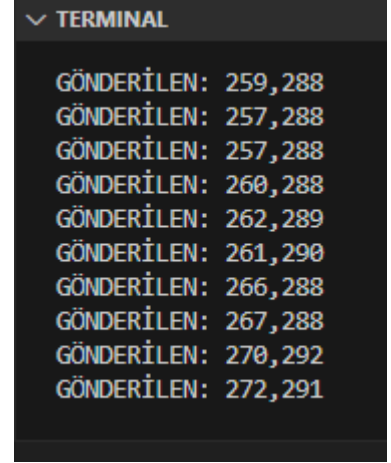 TERMINAL
GÖNDERİLEN: 259,288
GÖNDERİLEN: 257,288
GÖNDERİLEN: 257,288
GÖNDERİLEN: 260,288
GÖNDERİLEN: 262,289
GÖNDERİLEN: 261,290
GÖNDERİLEN: 266,288
GÖNDERİLEN: 267,288
GÖNDERİLEN: 270,292
GÖNDERİLEN: 272,291